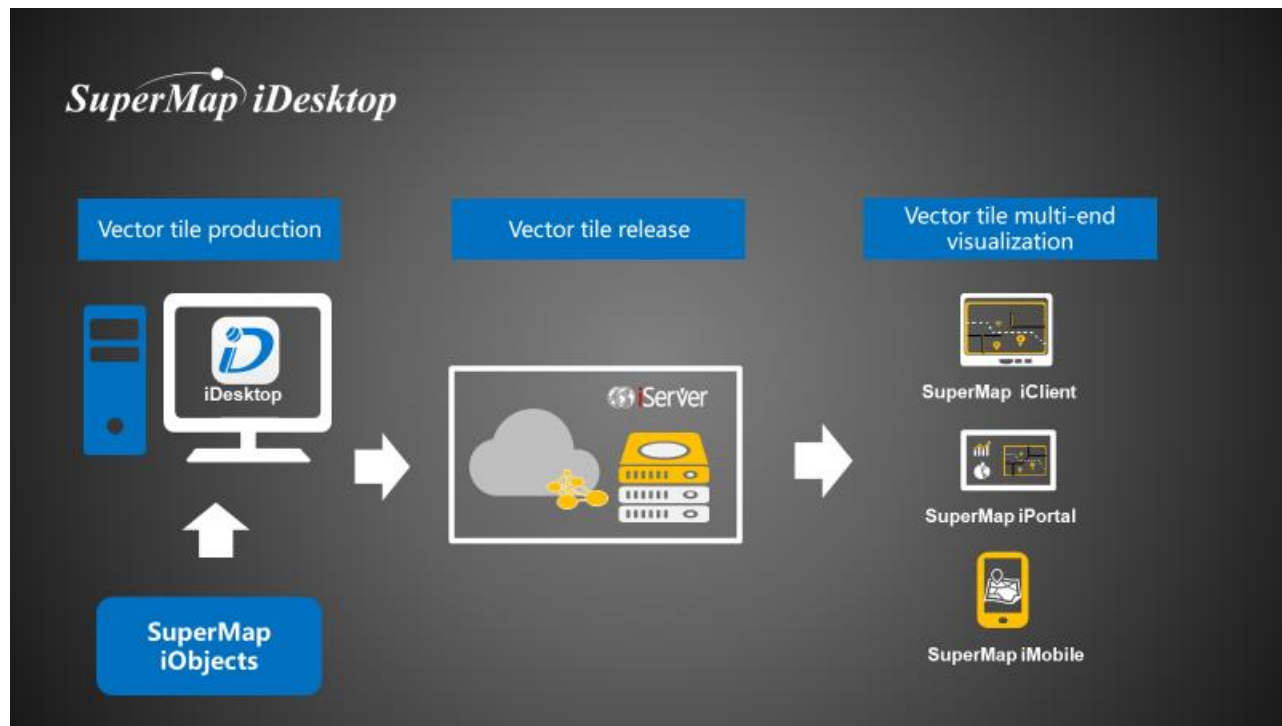 SuperMap iDesktop
Vector tile production
Vector tile release
Vector tile multi-end
visualization
iDesktop
iServer
SuperMap iClient
SuperMap iPortal
SuperMap iMobile
SuperMap
iObjects